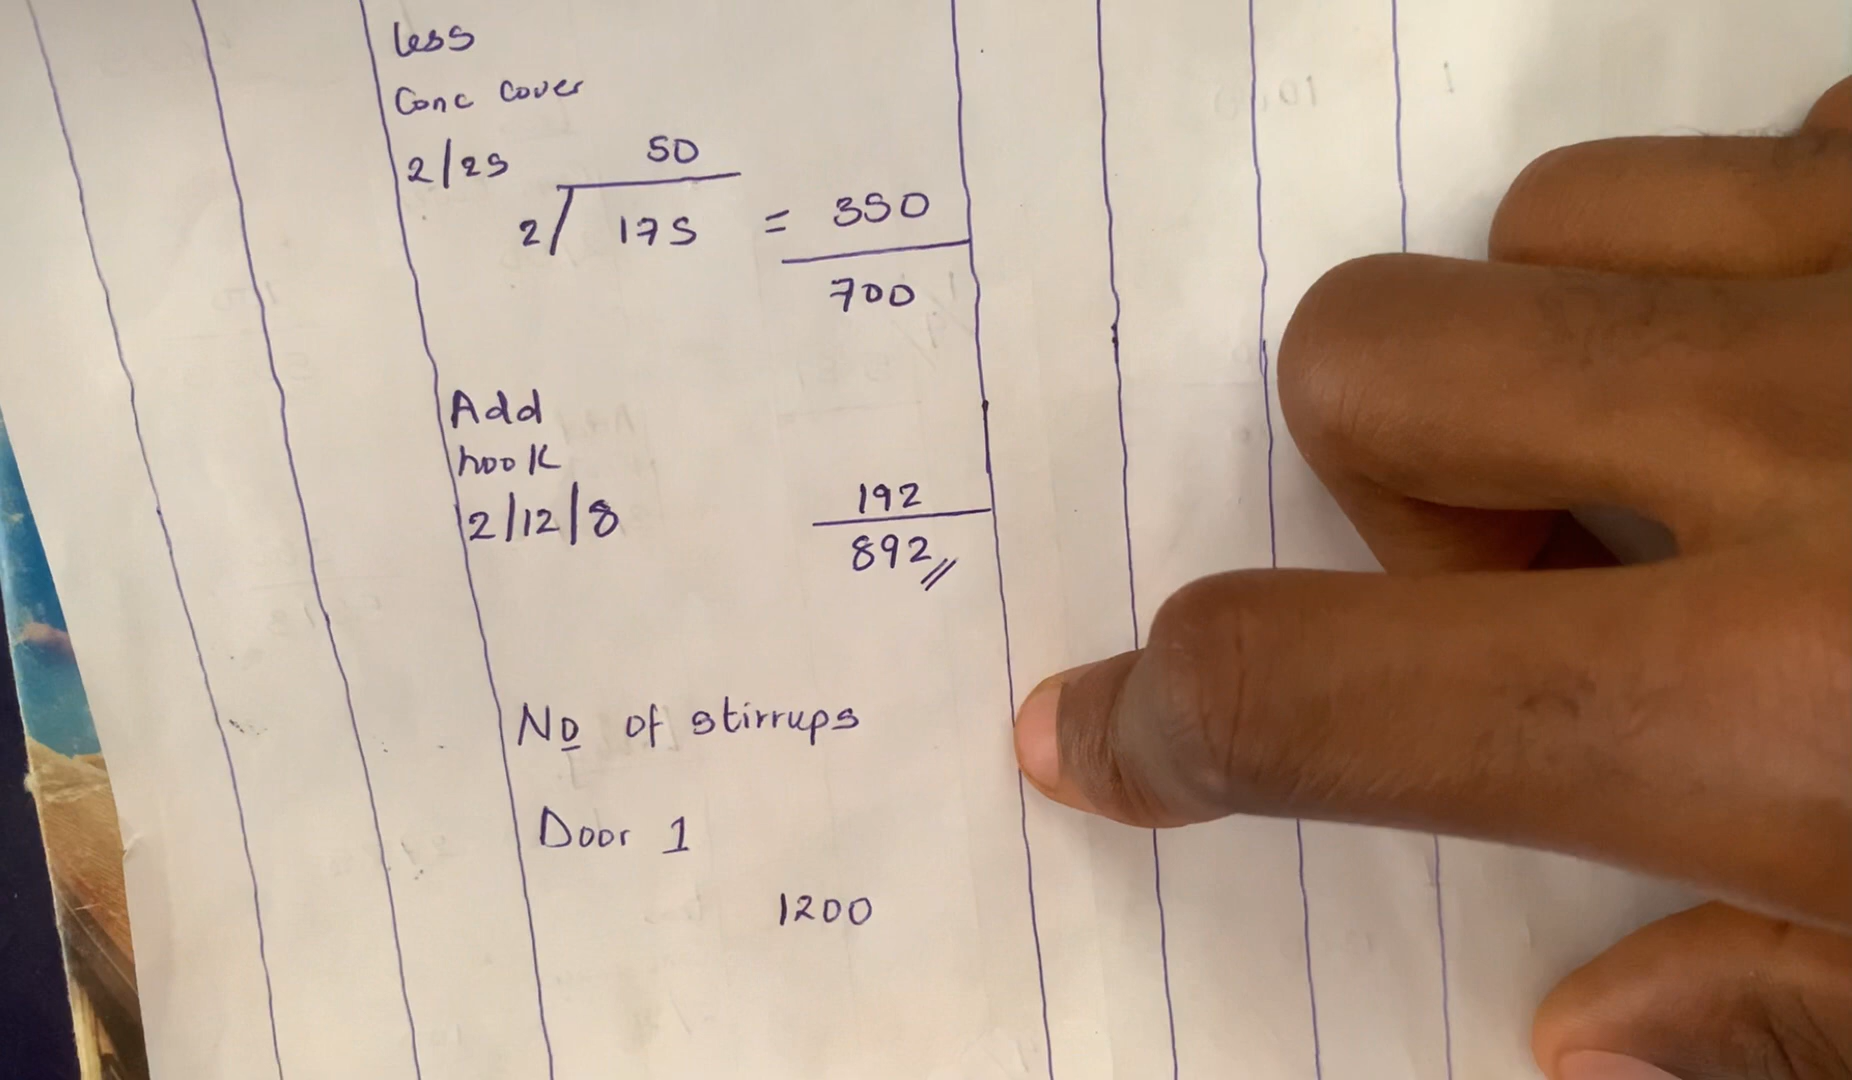 less
Conc cover
2/25 50
2/ 175 = 350
700
Add
hook
2/12/8 192
892
No of stirrups
Door 1
1200